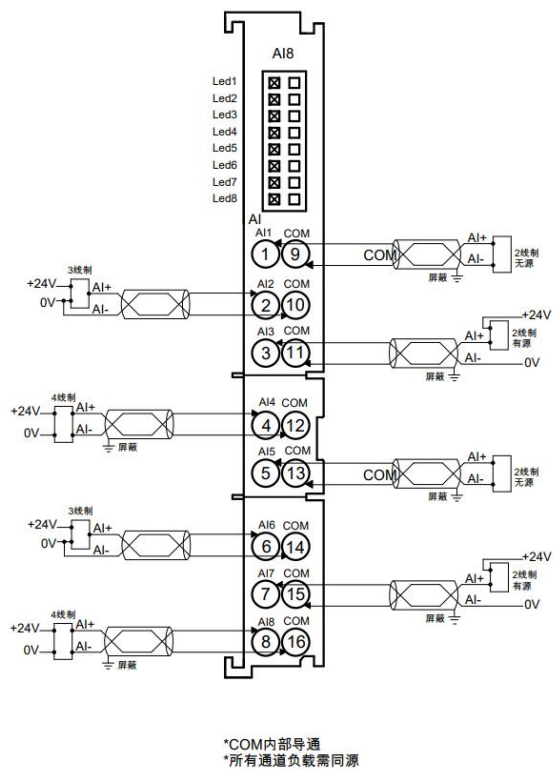 AI8
Led1
Led2
Led3
Led4
Led5
Led6
Led7
Led8
AI
AI1 COM
1 9
COM
AI+
AI-
屏蔽
2线制
无源
3线制
+24V
0V
AI+
AI-
屏蔽
AI2 COM
2 10
AI3 COM
3 11
+24V
AI+
AI-
0V
屏蔽
2线制
有源
4线制
+24V
0V
AI+
AI-
屏蔽
AI4 COM
4 12
AI5 COM
5 13
COM
AI+
AI-
屏蔽
2线制
无源
3线制
+24V
0V
AI+
AI-
屏蔽
AI6 COM
6 14
AI7 COM
7 15
+24V
AI+
AI-
0V
屏蔽
2线制
有源
4线制
+24V
0V
AI+
AI-
屏蔽
AI8 COM
8 16
*COM内部导通
*所有通道负载需同源